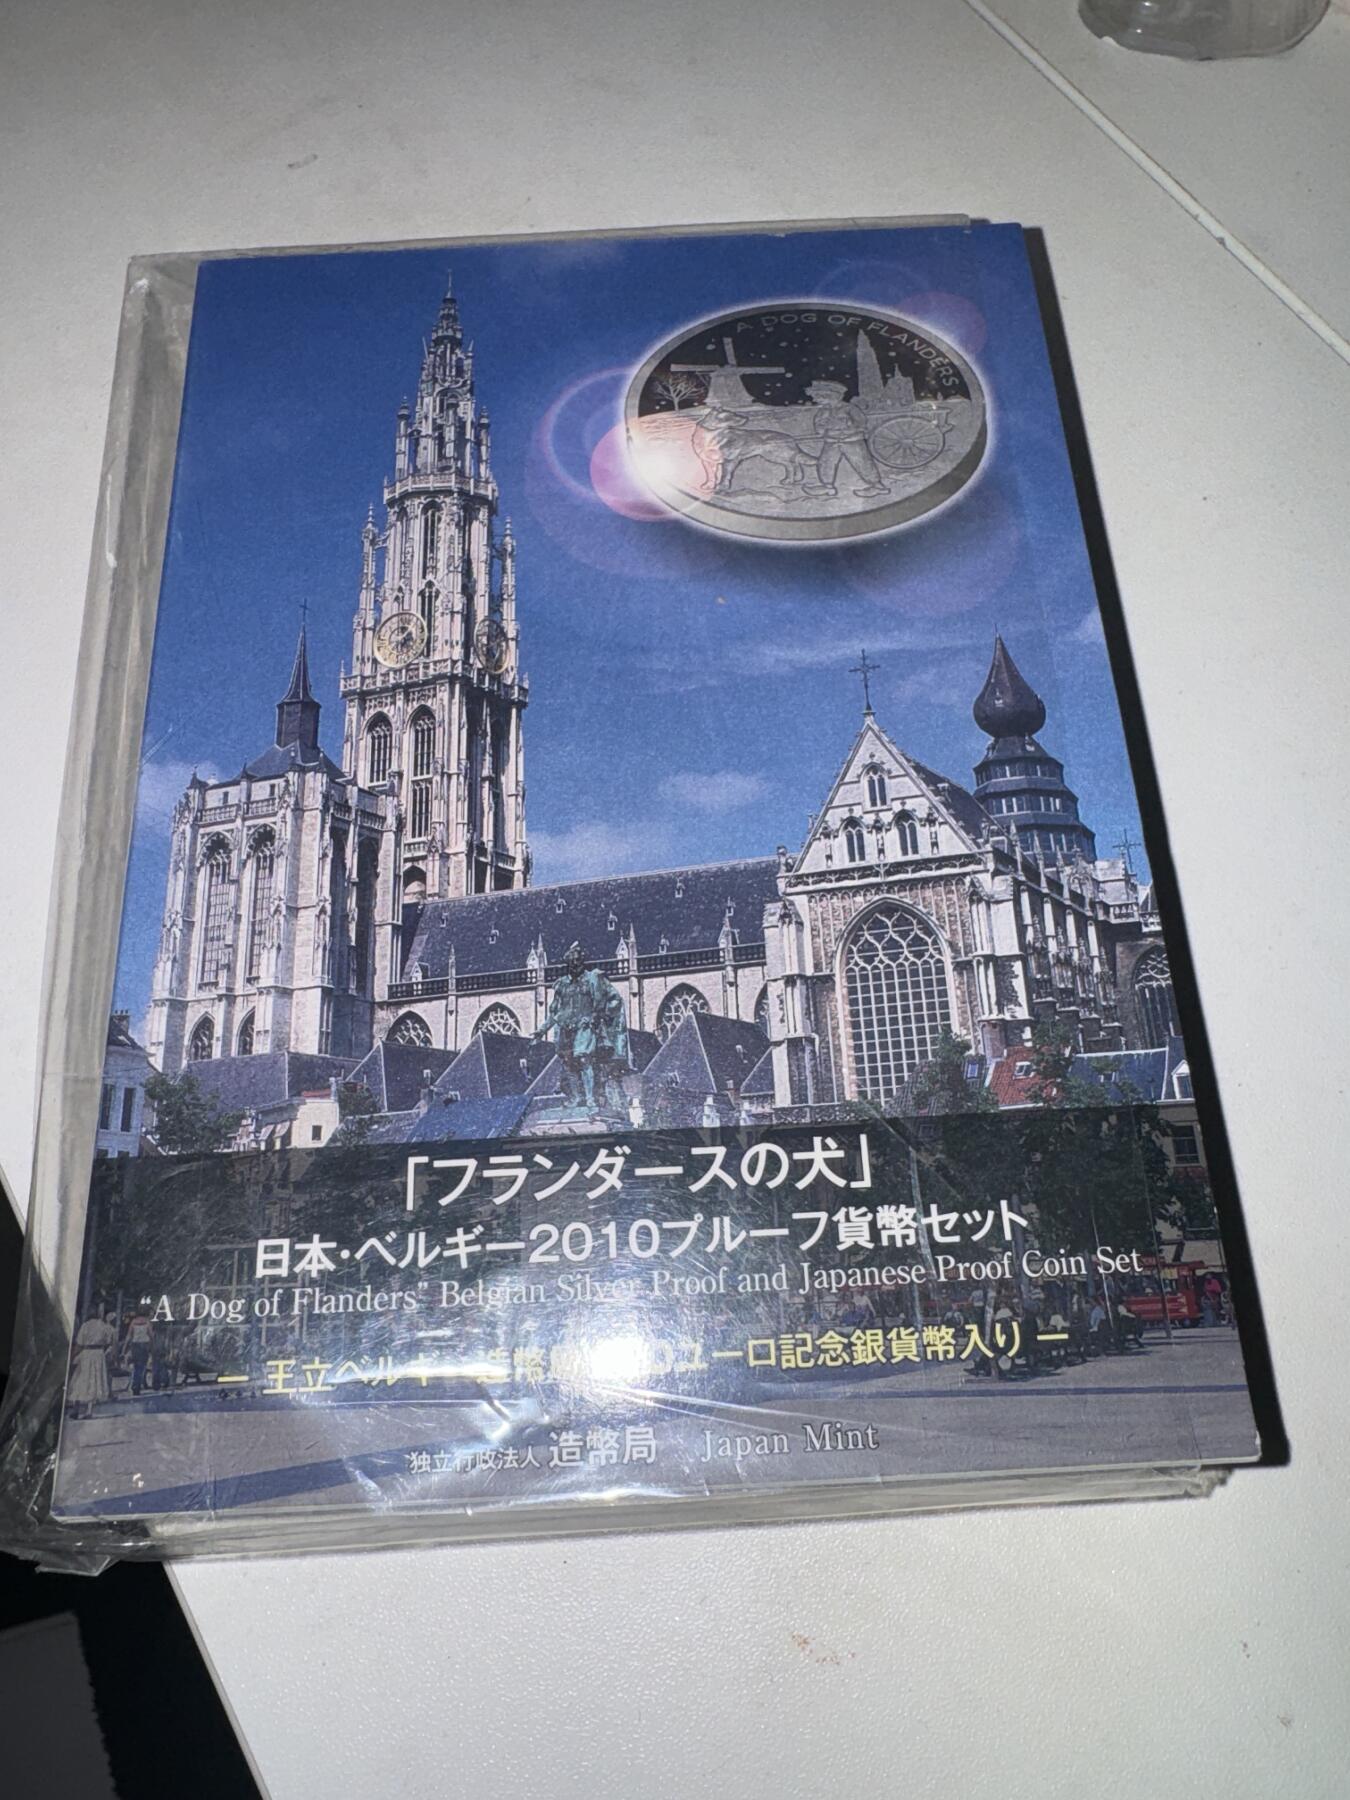 A DOG OF FLANDERS
「フランダースの犬」
日本・ベルギー2010プルーフ貨幣セット
"A Dog of Flanders" Belgian Silver Proof and Japanese Proof Coin Set
― 王立ベルギー造幣 ユーロ記念銀貨幣入り ―
独立行政法人 造幣局 Japan Mint